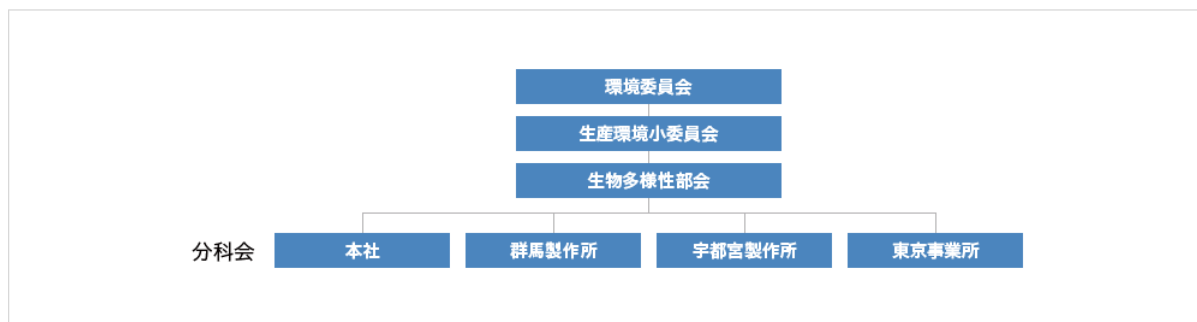 環境委員会
生産環境小委員会
生物多様性部会
分科会 本社 群馬製作所 宇都宮製作所 東京事業所